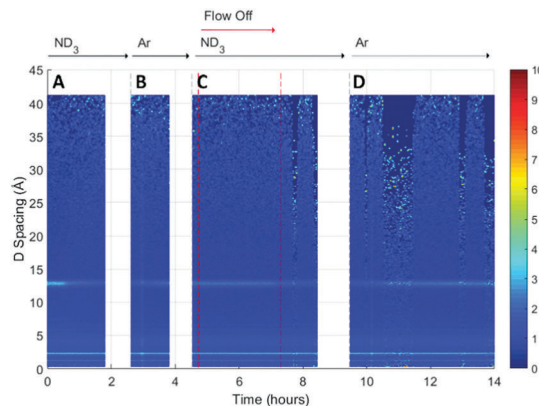 Flow Off
ND3 Ar ND3 Ar
45 A B C D 10
40 9
35 8
30 7
25 6
20 5
15 4
10 3
5 2
0 1
0
0 2 4 6 8 10 12 14
D Spacing (Å)
Time (hours)